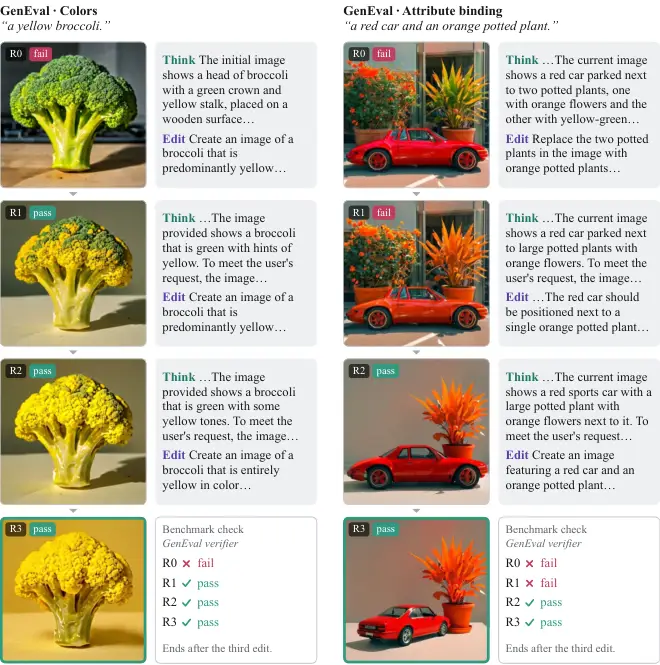 GenEval · Colors
“a yellow broccoli.”
R0 fail
Think The initial image
shows a head of broccoli
with a green crown and
yellow stalk, placed on a
wooden surface…
Edit Create an image of a
broccoli that is
predominantly yellow…
R1 pass
Think …The image
provided shows a broccoli
that is green with hints of
yellow. To meet the user's
request, the image…
Edit Create an image of a
broccoli that is
predominantly yellow…
R2 pass
Think …The image
provided shows a broccoli
that is green with some
yellow tones. To meet the
user's request, the image…
Edit Create an image of a
broccoli that is entirely
yellow in color…
R3 pass
Benchmark check
GenEval verifier
R0 ✕ fail
R1 ✓ pass
R2 ✓ pass
R3 ✓ pass
Ends after the third edit.
GenEval · Attribute binding
“a red car and an orange potted plant.”
R0 fail
Think …The current image
shows a red car parked next
to two potted plants, one
with orange flowers and the
other with yellow-green…
Edit Replace the two potted
plants in the image with
orange potted plants…
R1 fail
Think …The current image
shows a red car parked next
to large potted plants with
orange flowers. To meet the
user's request, the image…
Edit …The red car should
be positioned next to a
single orange potted plant…
R2 pass
Think …The current image
shows a red sports car with a
large potted plant with
orange flowers next to it. To
meet the user's request…
Edit Create an image
featuring a red car and an
orange potted plant…
R3 pass
Benchmark check
GenEval verifier
R0 ✕ fail
R1 ✕ fail
R2 ✓ pass
R3 ✓ pass
Ends after the third edit.